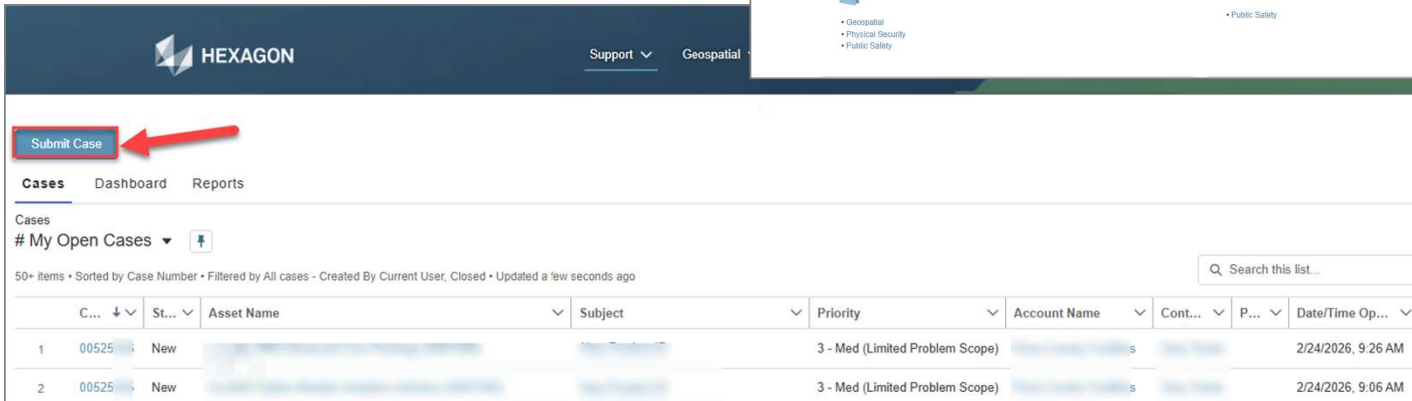 • Geospatial
• Physical Security
• Public Safety
• Public Safety
HEXAGON
Support
Geospatial
Submit Case
Cases Dashboard Reports
Cases
# My Open Cases
50+ items • Sorted by Case Number • Filtered by All cases - Created By Current User, Closed • Updated a few seconds ago
Search this list...
C... St... Asset Name Subject Priority Account Name Cont... P... Date/Time Op...
1 00525 New 3 - Med (Limited Problem Scope) s 2/24/2026, 9:26 AM
2 00525 New 3 - Med (Limited Problem Scope) s 2/24/2026, 9:06 AM